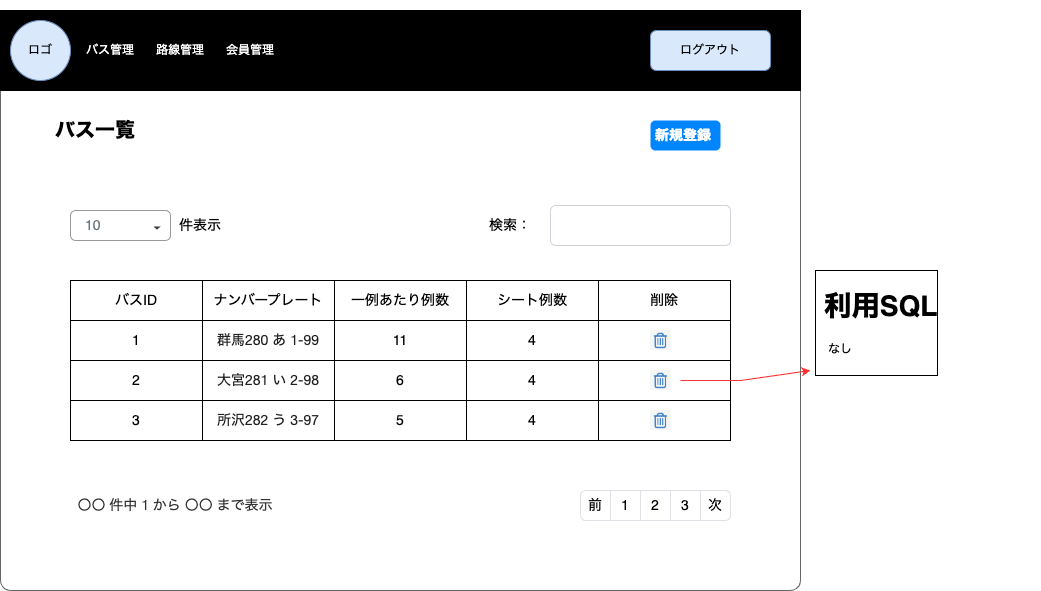 ロゴ バス管理 路線管理 会員管理 ログアウト
バス一覧 新規登録
10 件表示 検索：
バスID ナンバープレート 一例あたり例数 シート例数 削除
1 群馬280 あ 1-99 11 4
2 大宮281 い 2-98 6 4
3 所沢282 う 3-97 5 4
〇〇 件中 1 から 〇〇 まで表示 前 1 2 3 次
利用SQL
なし